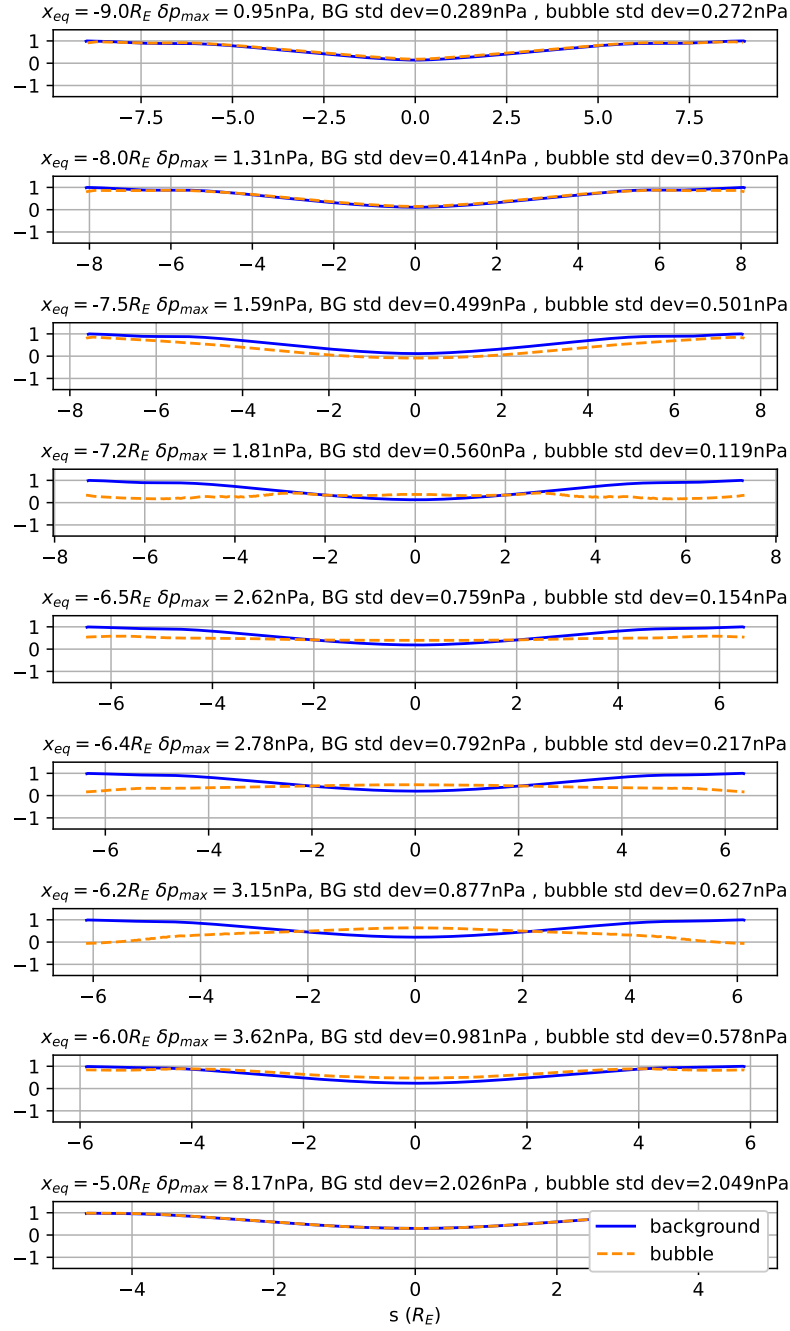 x_eq = -9.0R_E δp_max = 0.95nPa, BG std dev=0.289nPa , bubble std dev=0.272nPa
1
0
−1
−7.5 −5.0 −2.5 0.0 2.5 5.0 7.5
x_eq = -8.0R_E δp_max = 1.31nPa, BG std dev=0.414nPa , bubble std dev=0.370nPa
1
0
−1
−8 −6 −4 −2 0 2 4 6 8
x_eq = -7.5R_E δp_max = 1.59nPa, BG std dev=0.499nPa , bubble std dev=0.501nPa
1
0
−1
−8 −6 −4 −2 0 2 4 6 8
x_eq = -7.2R_E δp_max = 1.81nPa, BG std dev=0.560nPa , bubble std dev=0.119nPa
1
0
−1
−8 −6 −4 −2 0 2 4 6 8
x_eq = -6.5R_E δp_max = 2.62nPa, BG std dev=0.759nPa , bubble std dev=0.154nPa
1
0
−1
−6 −4 −2 0 2 4 6
x_eq = -6.4R_E δp_max = 2.78nPa, BG std dev=0.792nPa , bubble std dev=0.217nPa
1
0
−1
−6 −4 −2 0 2 4 6
x_eq = -6.2R_E δp_max = 3.15nPa, BG std dev=0.877nPa , bubble std dev=0.627nPa
1
0
−1
−6 −4 −2 0 2 4 6
x_eq = -6.0R_E δp_max = 3.62nPa, BG std dev=0.981nPa , bubble std dev=0.578nPa
1
0
−1
−6 −4 −2 0 2 4 6
x_eq = -5.0R_E δp_max = 8.17nPa, BG std dev=2.026nPa , bubble std dev=2.049nPa
1
0
−1
background
bubble
−4 −2 0 2 4
s (R_E)